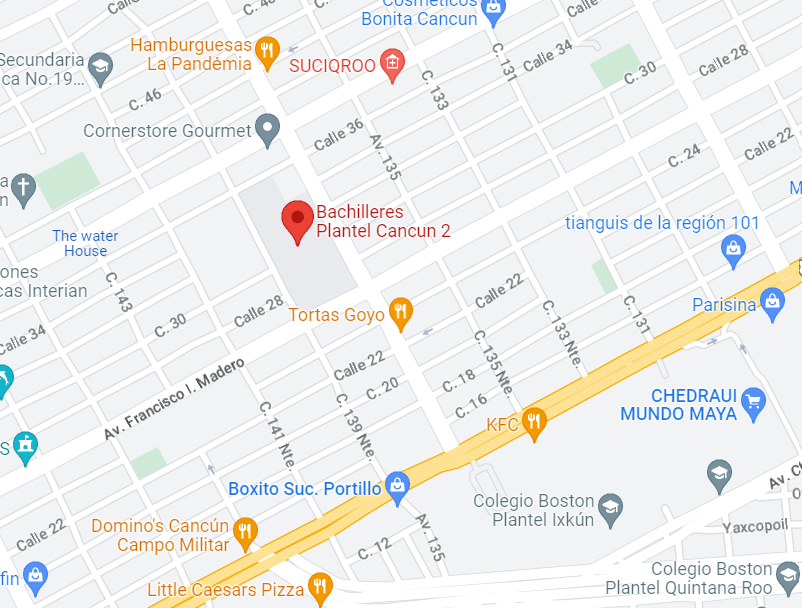 Cosmeticos
Bonita Cancun
Calle 48
Calle
Hamburguesas
La Pandémia
Secundaria
ca No.19...
SUCIQROO
Calle 34
C. 131
Calle 28
C. 30
C. 133
C. 46
Cornerstore Gourmet
Calle 36
Av. 135
C. 24
Calle 22
a
n
M
Bachilleres
Plantel Cancun 2
tianguis de la región 101
The water
House
ones
cas Interian
C. 143
Calle 28
C. 30
Calle 34
Tortas Goyo
Calle 22
C. 133 Nte.
C. 131
Parisina
Av. Francisco I. Madero
Calle 22
C. 20
C. 18
C. 16
C. 135 Nte.
CHEDRAUI
MUNDO MAYA
KFC
C. 141 Nte.
C. 139 Nte.
S
Boxito Suc. Portillo
Colegio Boston
Plantel Ixkún
Av. C
O
Yaxcopoil
Calle 22
Domino's Cancún
Campo Militar
Av. 135
C. 12
fin
Little Caesars Pizza
Colegio Boston
Plantel Quintana Roo